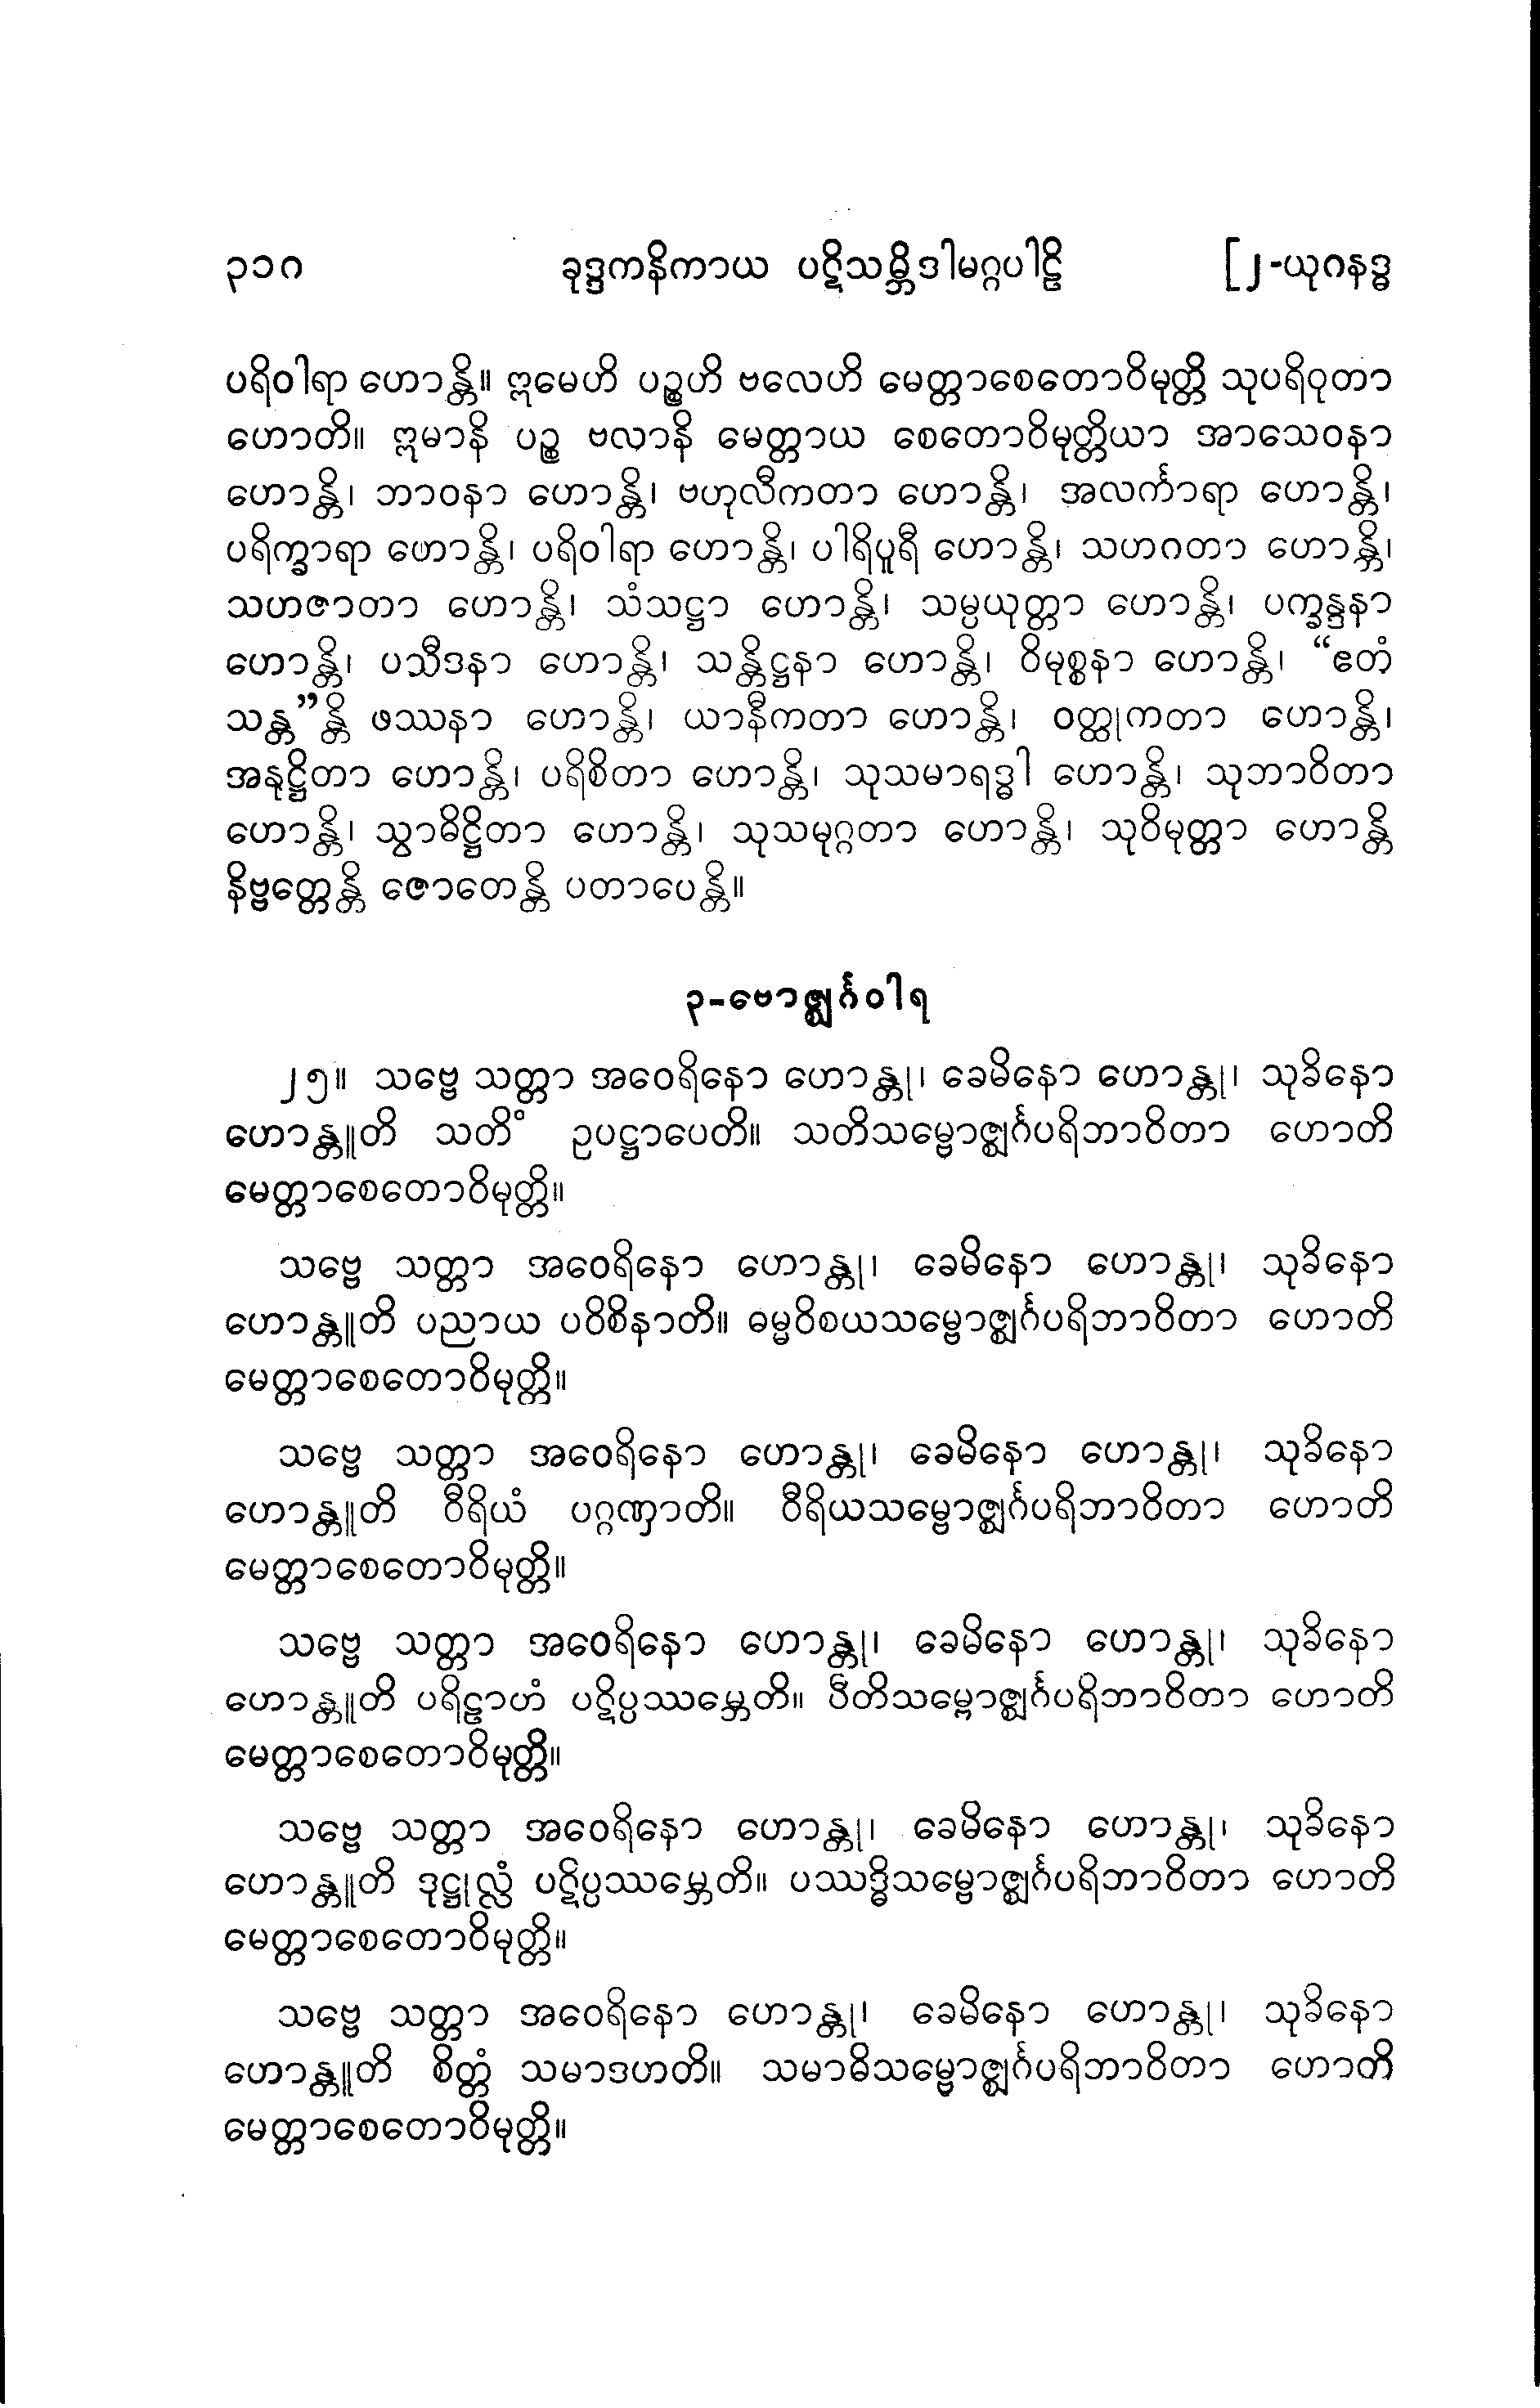 ၃၁ဂ ခုဒ္ဒကနိကာယ ပဋိသမ္ဘိဒါမဂ္ဂပါဠိ [၂-ယုဂနဒ္ဓ
ပရိဝါရာ ဟောန္တိ။ ဣမေဟိ ပဉ္စဟိ ဗလေဟိ မေတ္တာစေတောဝိမုတ္တိ သုပရိဝုတာ
ဟောတိ။ ဣမာနိ ပဉ္စ ဗလာနိ မေတ္တာယ စေတောဝိမုတ္တိယာ အာသေဝနာ
ဟောန္တိ၊ ဘာဝနာ ဟောန္တိ၊ ဗဟုလီကတာ ဟောန္တိ၊ အလင်္ကာရာ ဟောန္တိ၊
ပရိက္ခာရာ ဟောန္တိ၊ ပရိဝါရာ ဟောန္တိ၊ ပါရိပူရီ ဟောန္တိ၊ သဟဂတာ ဟောန္တိ၊
သဟဇာတာ ဟောန္တိ၊ သံသဋ္ဌာ ဟောန္တိ၊ သမ္ပယုတ္တာ ဟောန္တိ၊ ပက္ခန္ဒနာ
ဟောန္တိ၊ ပသီဒနာ ဟောန္တိ၊ သန္တိဋ္ဌနာ ဟောန္တိ၊ ဝိမုစ္စနာ ဟောန္တိ၊ “ဧတံ
သန္တ”န္တိ ဖဿနာ ဟောန္တိ၊ ယာနီကတာ ဟောန္တိ၊ ဝတ္ထုကတာ ဟောန္တိ၊
အနုဋ္ဌိတာ ဟောန္တိ၊ ပရိစိတာ ဟောန္တိ၊ သုသမာရဒ္ဓါ ဟောန္တိ၊ သုဘာဝိတာ
ဟောန္တိ၊ သွာဓိဋ္ဌိတာ ဟောန္တိ၊ သုသမုဂ္ဂတာ ဟောန္တိ၊ သုဝိမုတ္တာ ဟောန္တိ
နိဗ္ဗတ္တေန္တိ ဇောတေန္တိ ပတာပေန္တိ။
၃-ဗောဇ္ဈင်္ဂဝါရ
၂၅။ သဗ္ဗေ သတ္တာ အဝေရိနော ဟောန္တု၊ ခေမိနော ဟောန္တု၊ သုခိနော
ဟောန္တူတိ သတိံ ဥပဋ္ဌာပေတိ။ သတိသမ္ဗောဇ္ဈင်္ဂပရိဘာဝိတာ ဟောတိ
မေတ္တာစေတောဝိမုတ္တိ။
သဗ္ဗေ သတ္တာ အဝေရိနော ဟောန္တု၊ ခေမိနော ဟောန္တု၊ သုခိနော
ဟောန္တူတိ ပညာယ ပဝိစိနာတိ။ ဓမ္မဝိစယသမ္ဗောဇ္ဈင်္ဂပရိဘာဝိတာ ဟောတိ
မေတ္တာစေတောဝိမုတ္တိ။
သဗ္ဗေ သတ္တာ အဝေရိနော ဟောန္တု၊ ခေမိနော ဟောန္တု၊ သုခိနော
ဟောန္တူတိ ဝီရိယံ ပဂ္ဂဏှာတိ။ ဝီရိယသမ္ဗောဇ္ဈင်္ဂပရိဘာဝိတာ ဟောတိ
မေတ္တာစေတောဝိမုတ္တိ။
သဗ္ဗေ သတ္တာ အဝေရိနော ဟောန္တု၊ ခေမိနော ဟောန္တု၊ သုခိနော
ဟောန္တူတိ ပရိဠာဟံ ပဋိပ္ပဿမ္ဘေတိ။ ပီတိသမ္ဗောဇ္ဈင်္ဂပရိဘာဝိတာ ဟောတိ
မေတ္တာစေတောဝိမုတ္တိ။
သဗ္ဗေ သတ္တာ အဝေရိနော ဟောန္တု၊ ခေမိနော ဟောန္တု၊ သုခိနော
ဟောန္တူတိ ဒုဋ္ဌုလ္လံ ပဋိပ္ပဿမ္ဘေတိ။ ပဿဒ္ဓိသမ္ဗောဇ္ဈင်္ဂပရိဘာဝိတာ ဟောတိ
မေတ္တာစေတောဝိမုတ္တိ။
သဗ္ဗေ သတ္တာ အဝေရိနော ဟောန္တု၊ ခေမိနော ဟောန္တု၊ သုခိနော
ဟောန္တူတိ စိတ္တံ သမာဒဟတိ။ သမာဓိသမ္ဗောဇ္ဈင်္ဂပရိဘာဝိတာ ဟောတိ
မေတ္တာစေတောဝိမုတ္တိ။